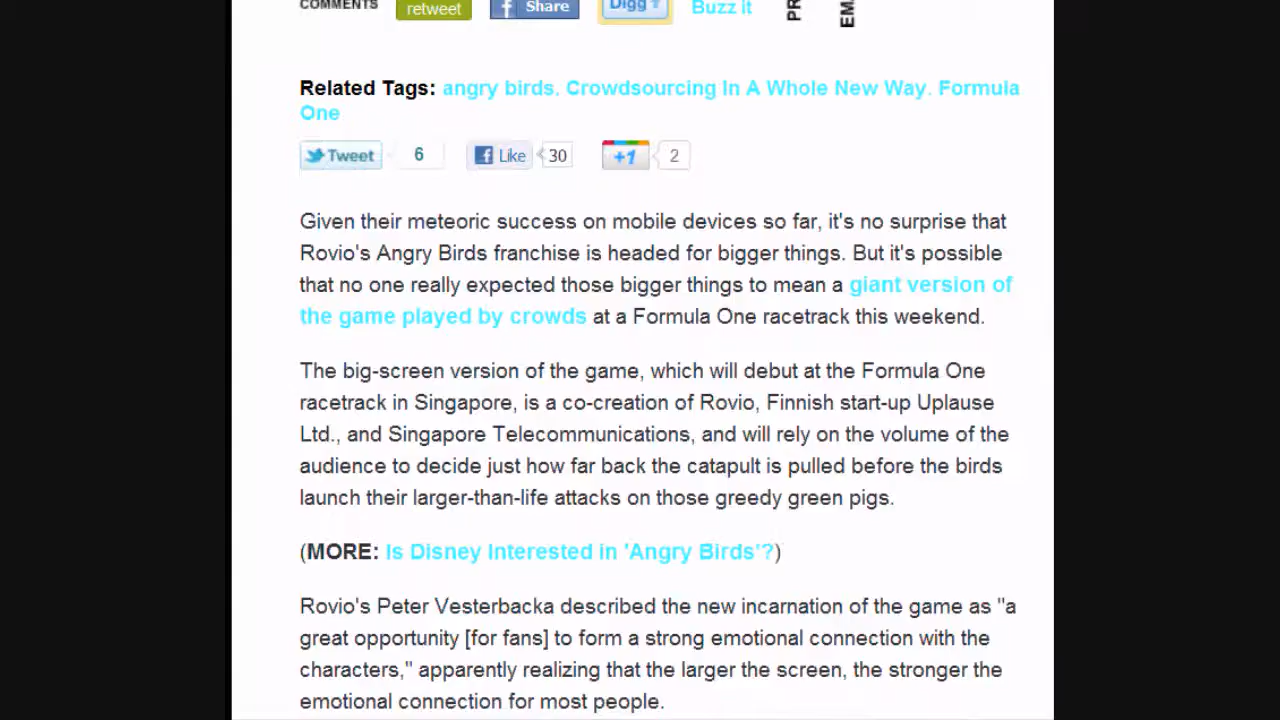 COMMENTS retweet Share Digg Buzz it PR EM
Related Tags: angry birds, Crowdsourcing In A Whole New Way, Formula
One
Tweet 6 Like 30 +1 2
Given their meteoric success on mobile devices so far, it's no surprise that
Rovio's Angry Birds franchise is headed for bigger things. But it's possible
that no one really expected those bigger things to mean a giant version of
the game played by crowds at a Formula One racetrack this weekend.
The big-screen version of the game, which will debut at the Formula One
racetrack in Singapore, is a co-creation of Rovio, Finnish start-up Uplause
Ltd., and Singapore Telecommunications, and will rely on the volume of the
audience to decide just how far back the catapult is pulled before the birds
launch their larger-than-life attacks on those greedy green pigs.
(MORE: Is Disney Interested in 'Angry Birds'?)
Rovio's Peter Vesterbacka described the new incarnation of the game as "a
great opportunity [for fans] to form a strong emotional connection with the
characters," apparently realizing that the larger the screen, the stronger the
emotional connection for most people.